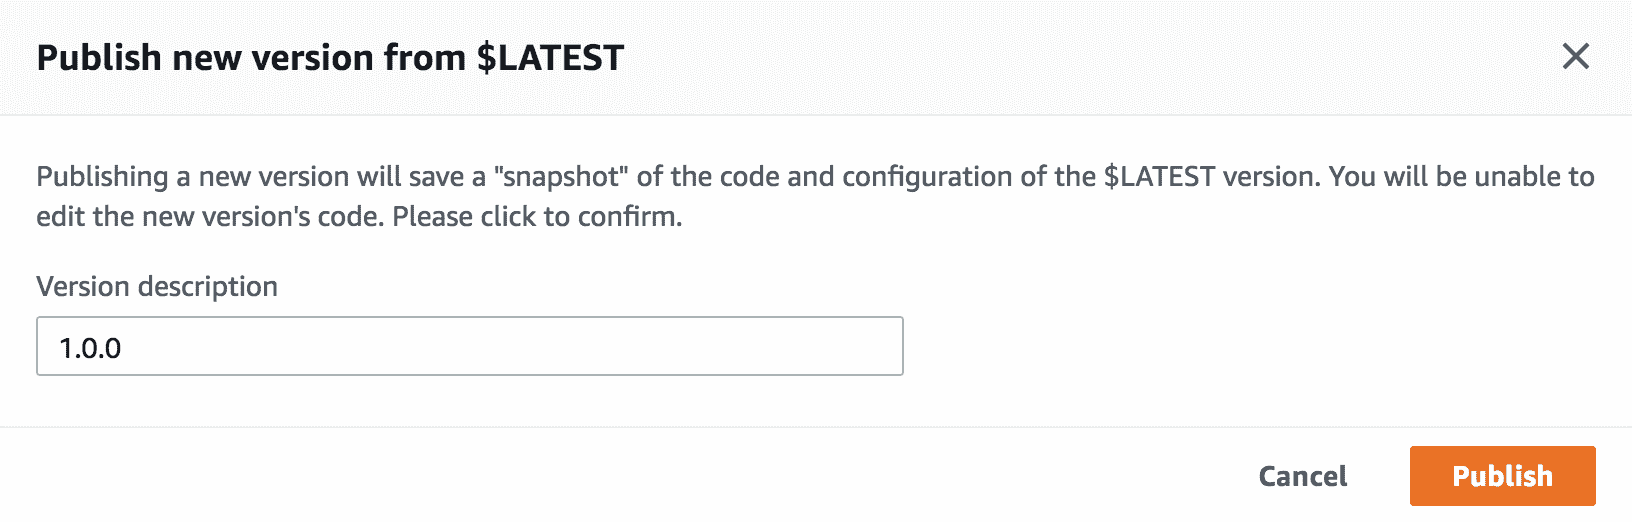 Publish new version from $LATEST
Publishing a new version will save a "snapshot" of the code and configuration of the $LATEST version. You will be unable to
edit the new version's code. Please click to confirm.
Version description
1.0.0
Cancel
Publish